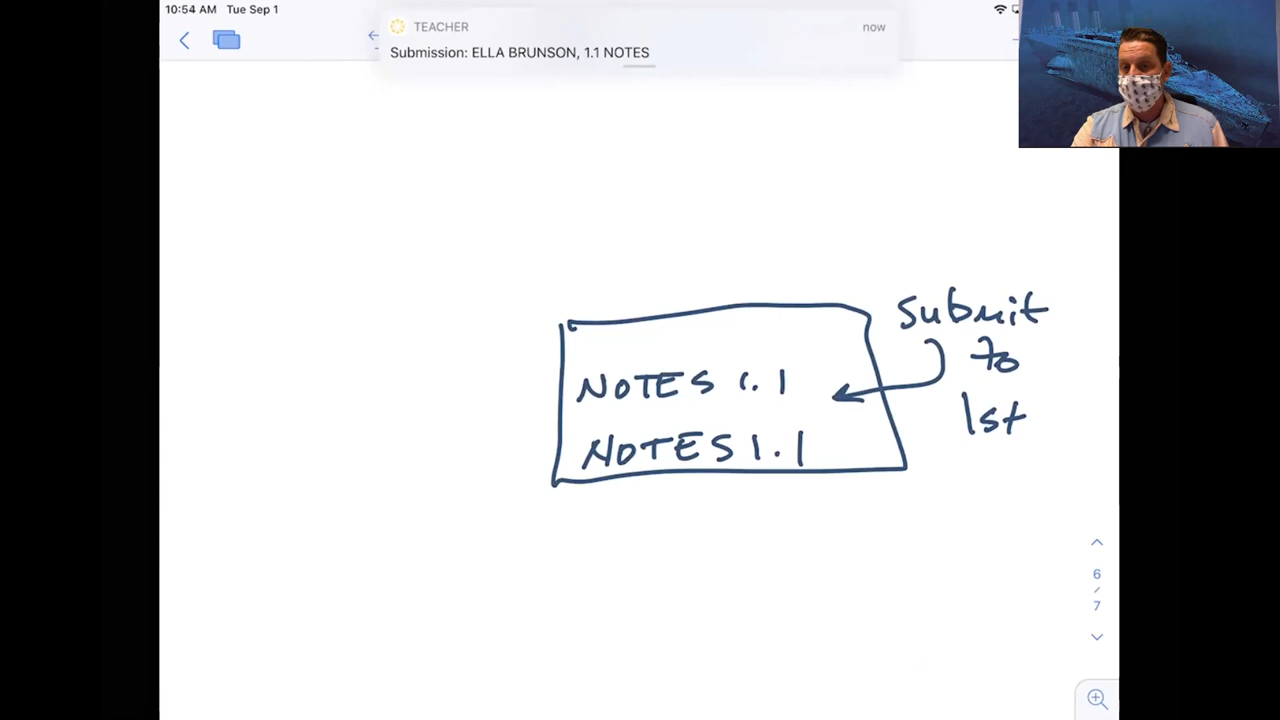 10:54 AM Tue Sep 1
TEACHER now
Submission: ELLA BRUNSON, 1.1 NOTES
submit
to
1st
NOTES 1.1
NOTES 1.1
6
/
7